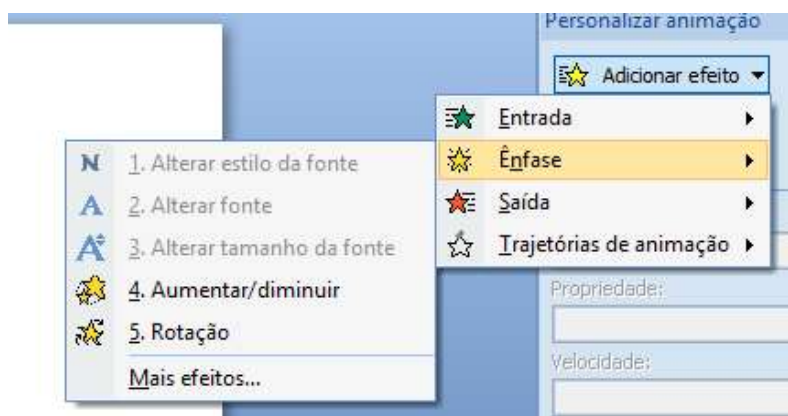 Personalizar animação
Adicionar efeito
Entrada
Ênfase
Saída
Trajetórias de animação
1. Alterar estilo da fonte
2. Alterar fonte
3. Alterar tamanho da fonte
4. Aumentar/diminuir
5. Rotação
Mais efeitos...
Propriedade:
Velocidade: